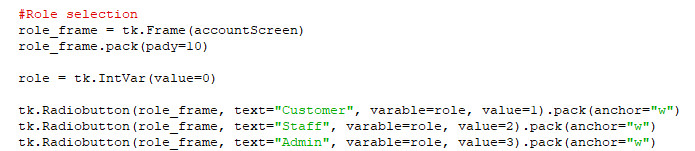 #Role selection
role_frame = tk.Frame(accountScreen)
role_frame.pack(pady=10)
role = tk.IntVar(value=0)
tk.Radiobutton(role_frame, text="Customer", varable=role, value=1).pack(anchor="w")
tk.Radiobutton(role_frame, text="Staff", varable=role, value=2).pack(anchor="w")
tk.Radiobutton(role_frame, text="Admin", varable=role, value=3).pack(anchor="w")